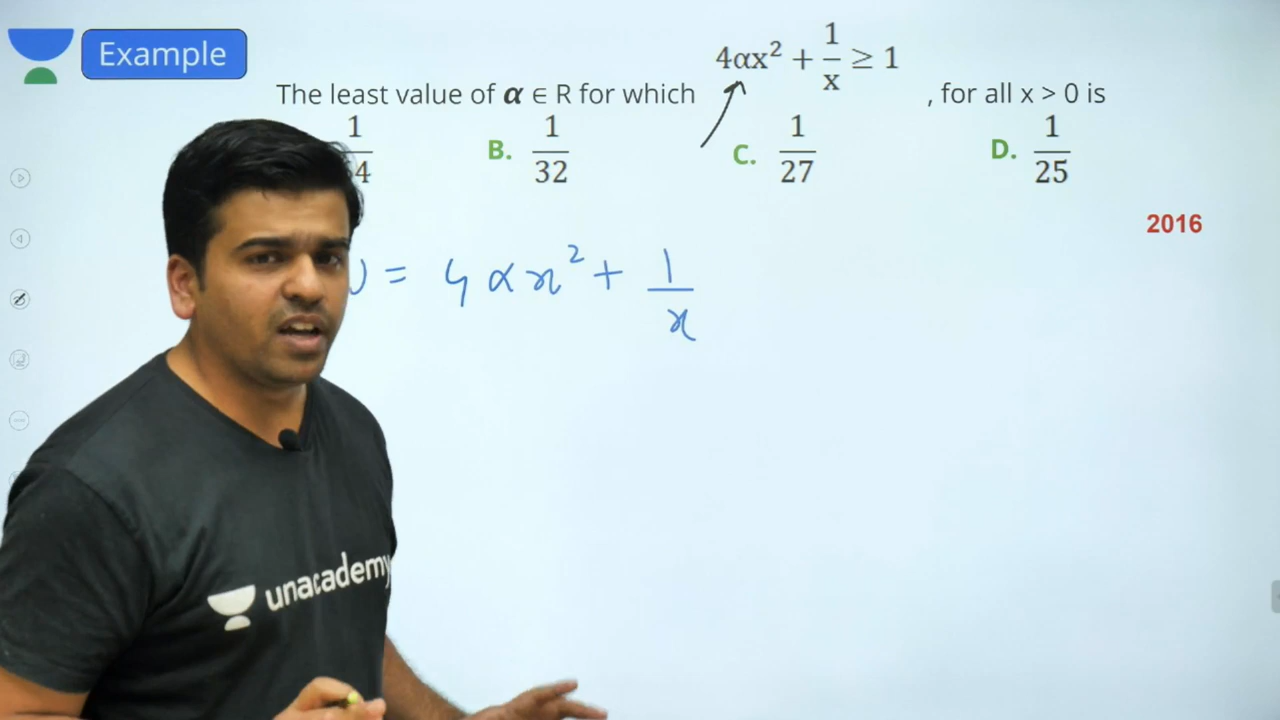 Example
4αx² + 1/x ≥ 1
The least value of α ∈ R for which , for all x > 0 is
B. 1/32 C. 1/27 D. 1/25
2016
= 4αx² + 1/x
unacademy